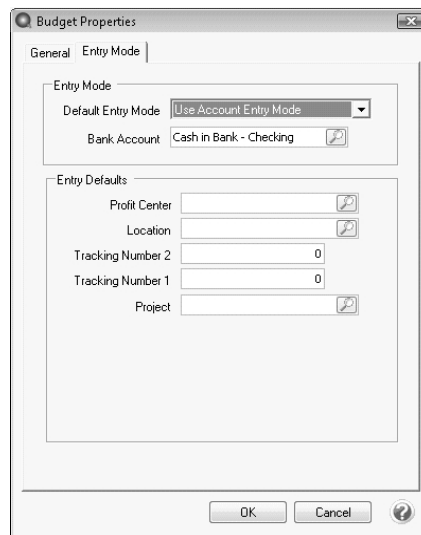 Budget Properties
General Entry Mode
Entry Mode
Default Entry Mode Use Account Entry Mode
Bank Account Cash in Bank - Checking
Entry Defaults
Profit Center
Location
Tracking Number 2 0
Tracking Number 1 0
Project
OK Cancel